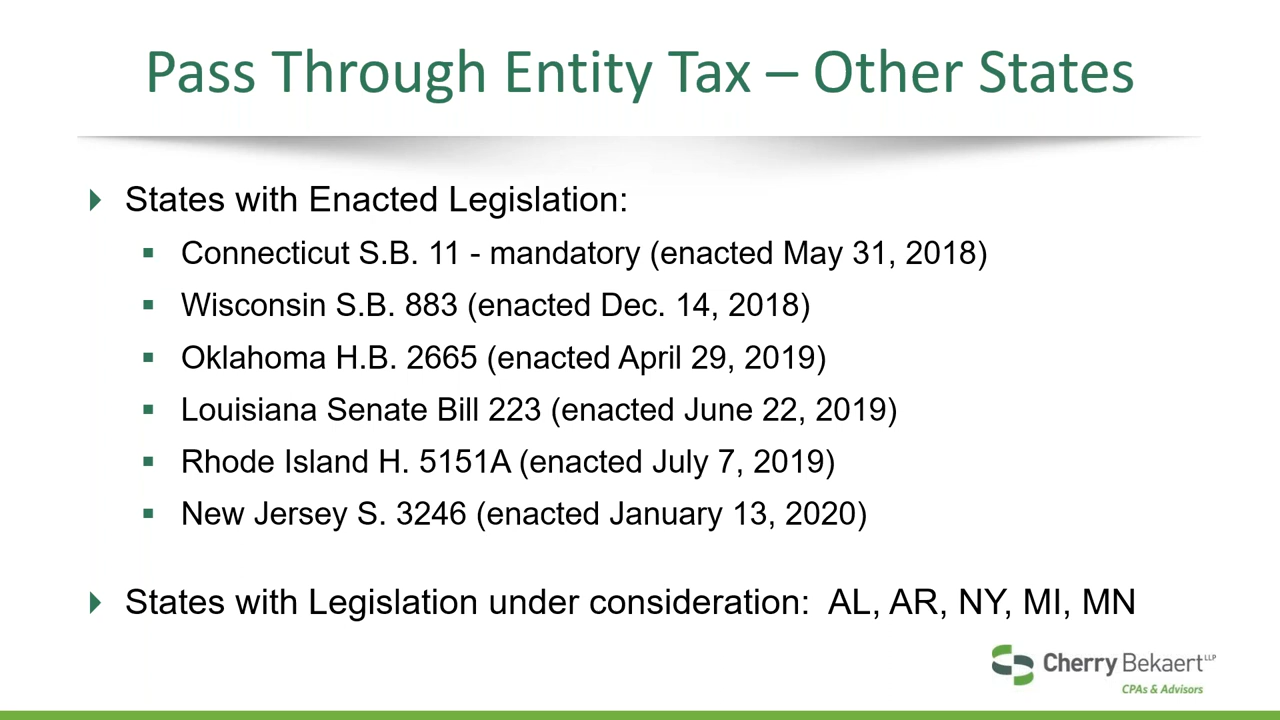 Pass Through Entity Tax – Other States
States with Enacted Legislation:
Connecticut S.B. 11 - mandatory (enacted May 31, 2018)
Wisconsin S.B. 883 (enacted Dec. 14, 2018)
Oklahoma H.B. 2665 (enacted April 29, 2019)
Louisiana Senate Bill 223 (enacted June 22, 2019)
Rhode Island H. 5151A (enacted July 7, 2019)
New Jersey S. 3246 (enacted January 13, 2020)
States with Legislation under consideration: AL, AR, NY, MI, MN
Cherry Bekaert LLP
CPAs & Advisors